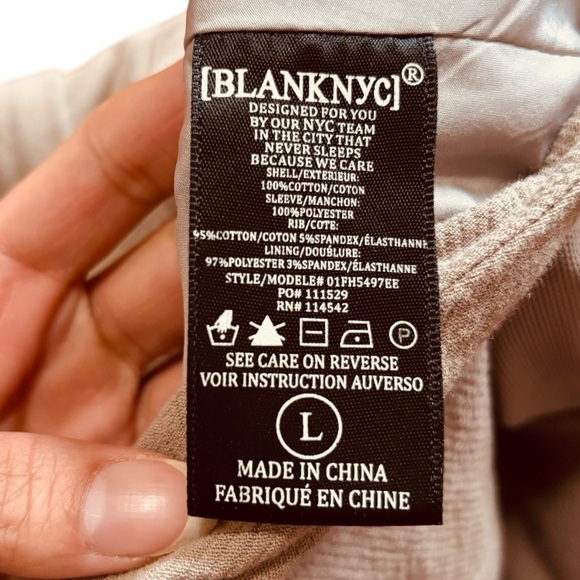 [BLANKNYC]®
DESIGNED FOR YOU
BY OUR NYC TEAM
IN THE CITY THAT
NEVER SLEEPS
BECAUSE WE CARE
SHELL/EXTERIEUR:
100%COTTON/COTON
SLEEVE/MANCHON:
100%POLYESTER
RIB/COTE:
95%COTTON/COTON 5%SPANDEX/ÉLASTHANNE
LINING/DOUBLURE:
97%POLYESTER 3%SPANDEX/ÉLASTHANNE
STYLE/MODELE# 01FH5497EE
PO# 111529
RN# 114542
P
SEE CARE ON REVERSE
VOIR INSTRUCTION AUVERSO
L
MADE IN CHINA
FABRIQUÉ EN CHINE